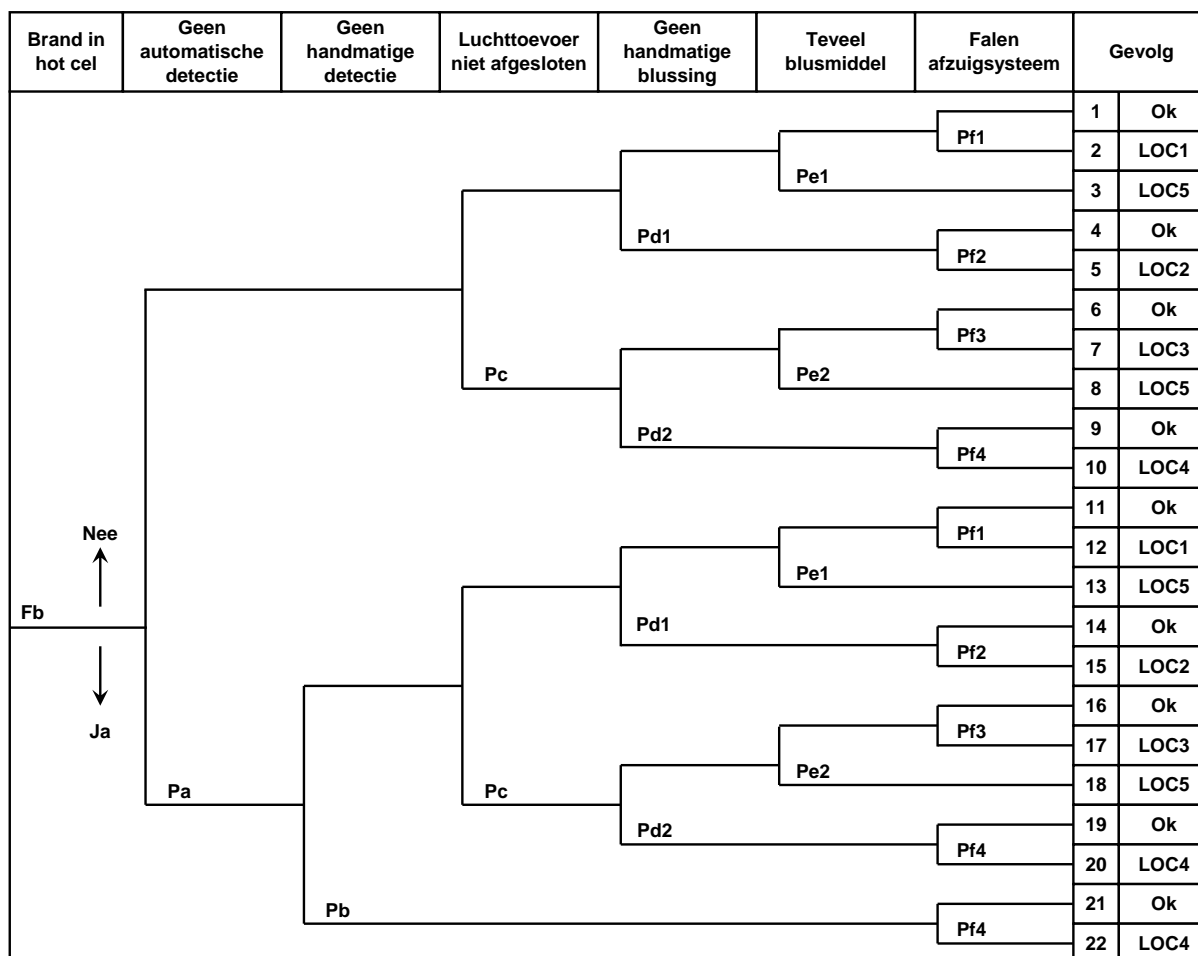 Brand in
hot cel
Geen
automatische
detectie
Geen
handmatige
detectie
Luchttoevoer
niet afgesloten
Geen
handmatige
blussing
Teveel
blusmiddel
Falen
afzuigsysteem
Gevolg
1 Ok
Pf1
2 LOC1
Pe1
3 LOC5
Pd1
4 Ok
Pf2
5 LOC2
6 Ok
Pf3
7 LOC3
Pc
Pe2
8 LOC5
Pd2
9 Ok
Pf4
10 LOC4
11 Ok
Nee
Pf1
12 LOC1
Pe1
13 LOC5
Fb
Pd1
14 Ok
Pf2
15 LOC2
16 Ok
Ja
Pf3
17 LOC3
Pe2
18 LOC5
Pa
Pc
Pd2
19 Ok
Pf4
20 LOC4
Pb
21 Ok
Pf4
22 LOC4